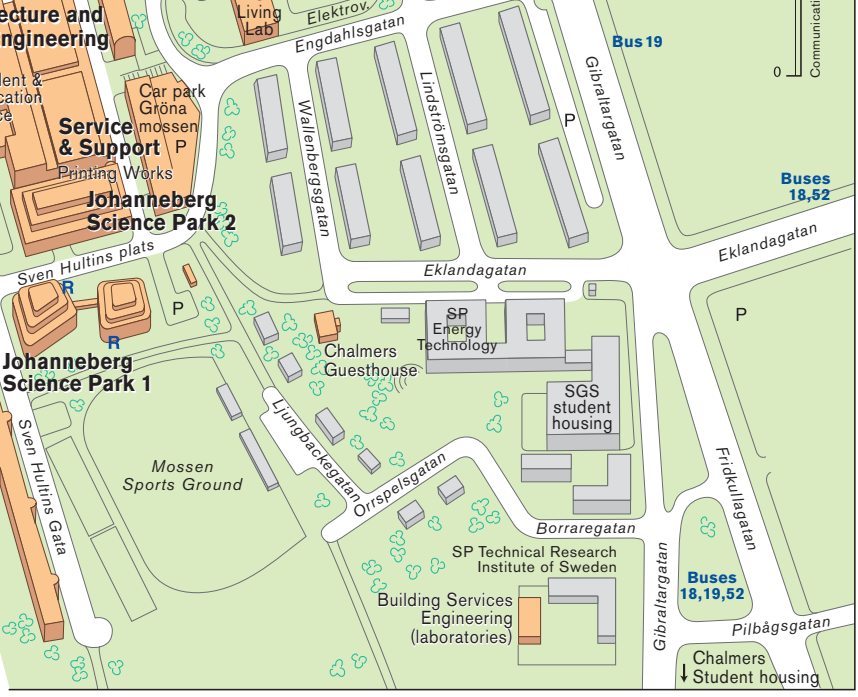 ecture and
ngineering
Living
Lab
Elektrov.
Engdahlsgatan
Bus 19
Communicati
0
ent &
cation
ce
Car park
Gröna
mossen
P
Service
& Support
Printing Works
Wallenbergsgatan
Lindströmsgatan
P
Gibraltargatan
Buses
18,52
Johanneberg
Science Park 2
Sven Hultins plats
Eklandagatan
Eklandagatan
R
P
R
SP
Energy
Technology
P
Chalmers
Guesthouse
Johanneberg
Science Park 1
SGS
student
housing
Ljungbackegatan
Sven Hultins Gata
Mossen
Sports Ground
Orrspelsgatan
Fridkullagatan
Borraregatan
SP Technical Research
Institute of Sweden
Gibraltargatan
Buses
18,19,52
Building Services
Engineering
(laboratories)
Pilbågsgatan
↓ Chalmers
Student housing